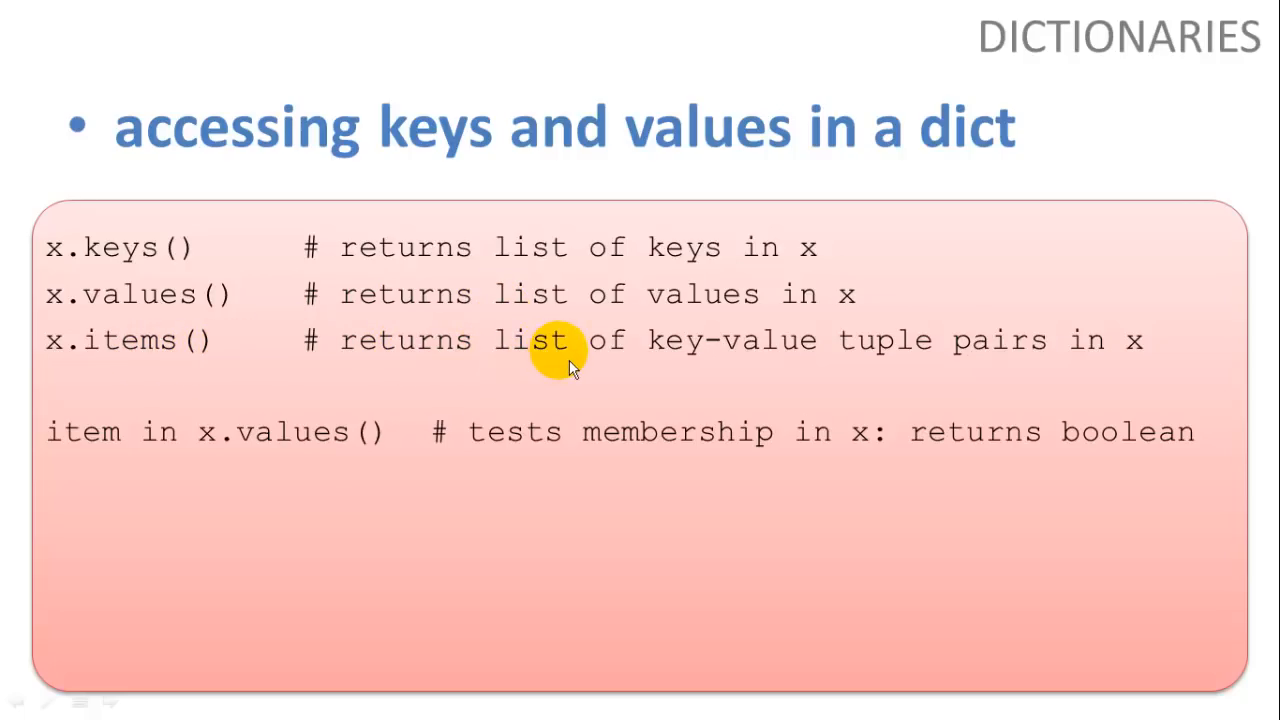 DICTIONARIES
• accessing keys and values in a dict
x.keys()      # returns list of keys in x
x.values()    # returns list of values in x
x.items()     # returns list of key-value tuple pairs in x
item in x.values()  # tests membership in x: returns boolean